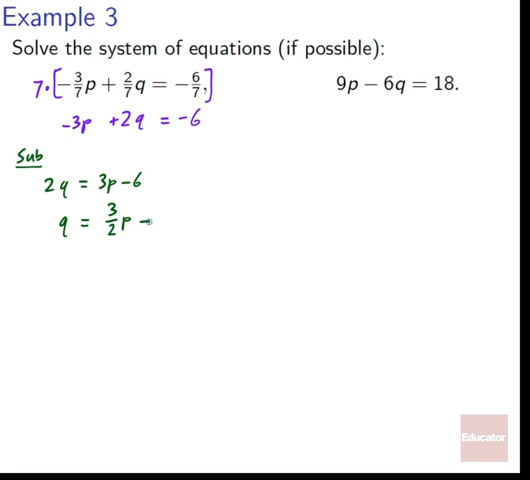 Example 3
Solve the system of equations (if possible):
7·[-3/7p + 2/7q = -6/7,] 9p − 6q = 18.
-3p +2q = -6
Sub
2q = 3p-6
q = 3/2 p -
Educator